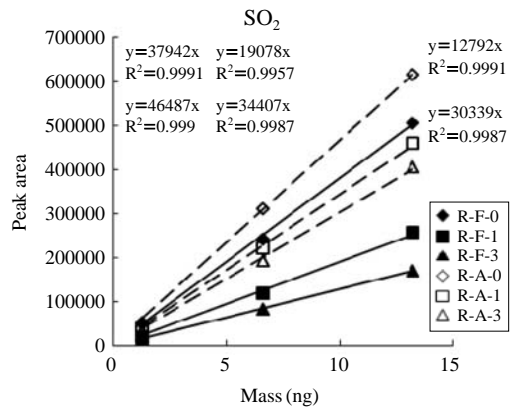 SO₂
y=37942x y=19078x y=12792x
R²=0.9991 R²=0.9957 R²=0.9991
y=46487x y=34407x y=30339x
R²=0.999 R²=0.9987 R²=0.9987
700000
600000
500000
400000
300000
200000
100000
0
Peak area
R-F-0
R-F-1
R-F-3
R-A-0
R-A-1
R-A-3
0 5 10 15
Mass (ng)